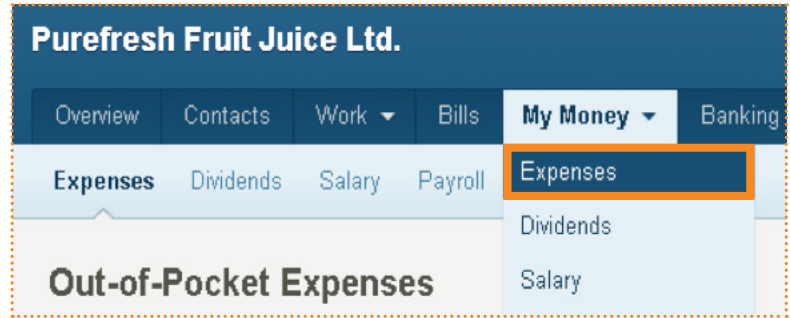 Purefresh Fruit Juice Ltd.
Overview Contacts Work Bills My Money Banking
Expenses Dividends Salary Payroll
Expenses
Dividends
Salary
Out-of-Pocket Expenses